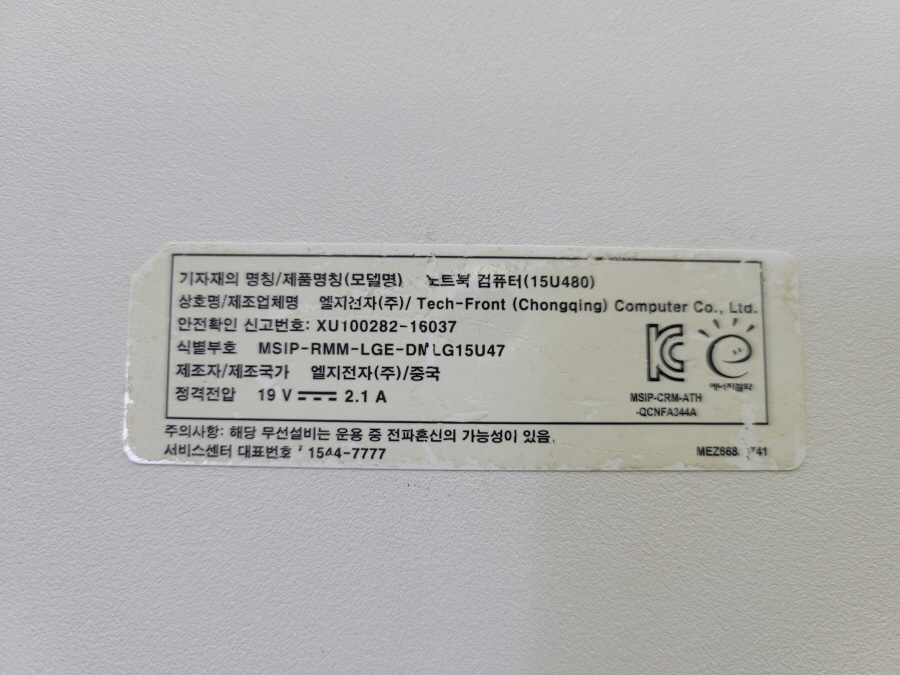 기자재의 명칭/제품명칭(모델명) 노트북 컴퓨터(15U480)
상호명/제조업체명 엘지전자(주)/ Tech-Front (Chongqing) Computer Co., Ltd.
안전확인 신고번호: XU100282-16037
식별부호 MSIP-RMM-LGE-DMLG15U47
제조자/제조국가 엘지전자(주)/중국
정격전압 19 V 2.1 A
에너지절약
MSIP-CRM-ATH
-QCNFA344A
주의사항: 해당 무선설비는 운용 중 전파혼신의 가능성이 있음.
서비스센터 대표번호 1544-7777